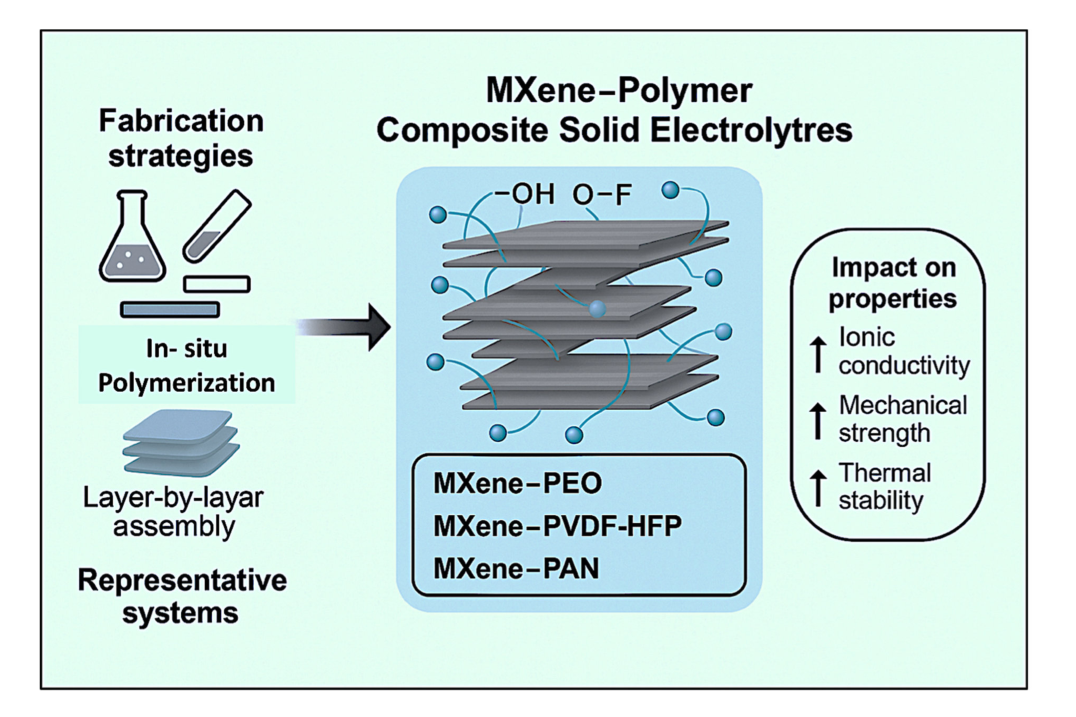 MXene–Polymer
Composite Solid Electrolytres
Fabrication
strategies
In- situ
Polymerization
Layer-by-layar
assembly
Representative
systems
–OH O–F
MXene–PEO
MXene–PVDF-HFP
MXene–PAN
Impact on
properties
↑ Ionic
conductivity
↑ Mechanical
strength
↑ Thermal
stability